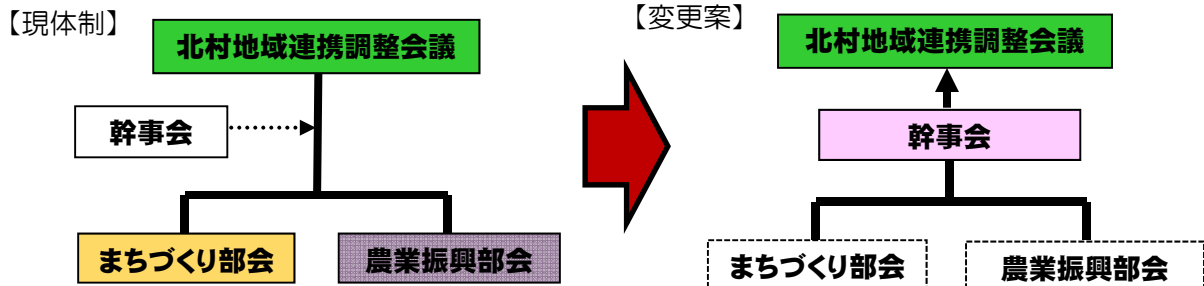 【現体制】
北村地域連携調整会議
幹事会
まちづくり部会
農業振興部会
【変更案】
北村地域連携調整会議
幹事会
まちづくり部会
農業振興部会